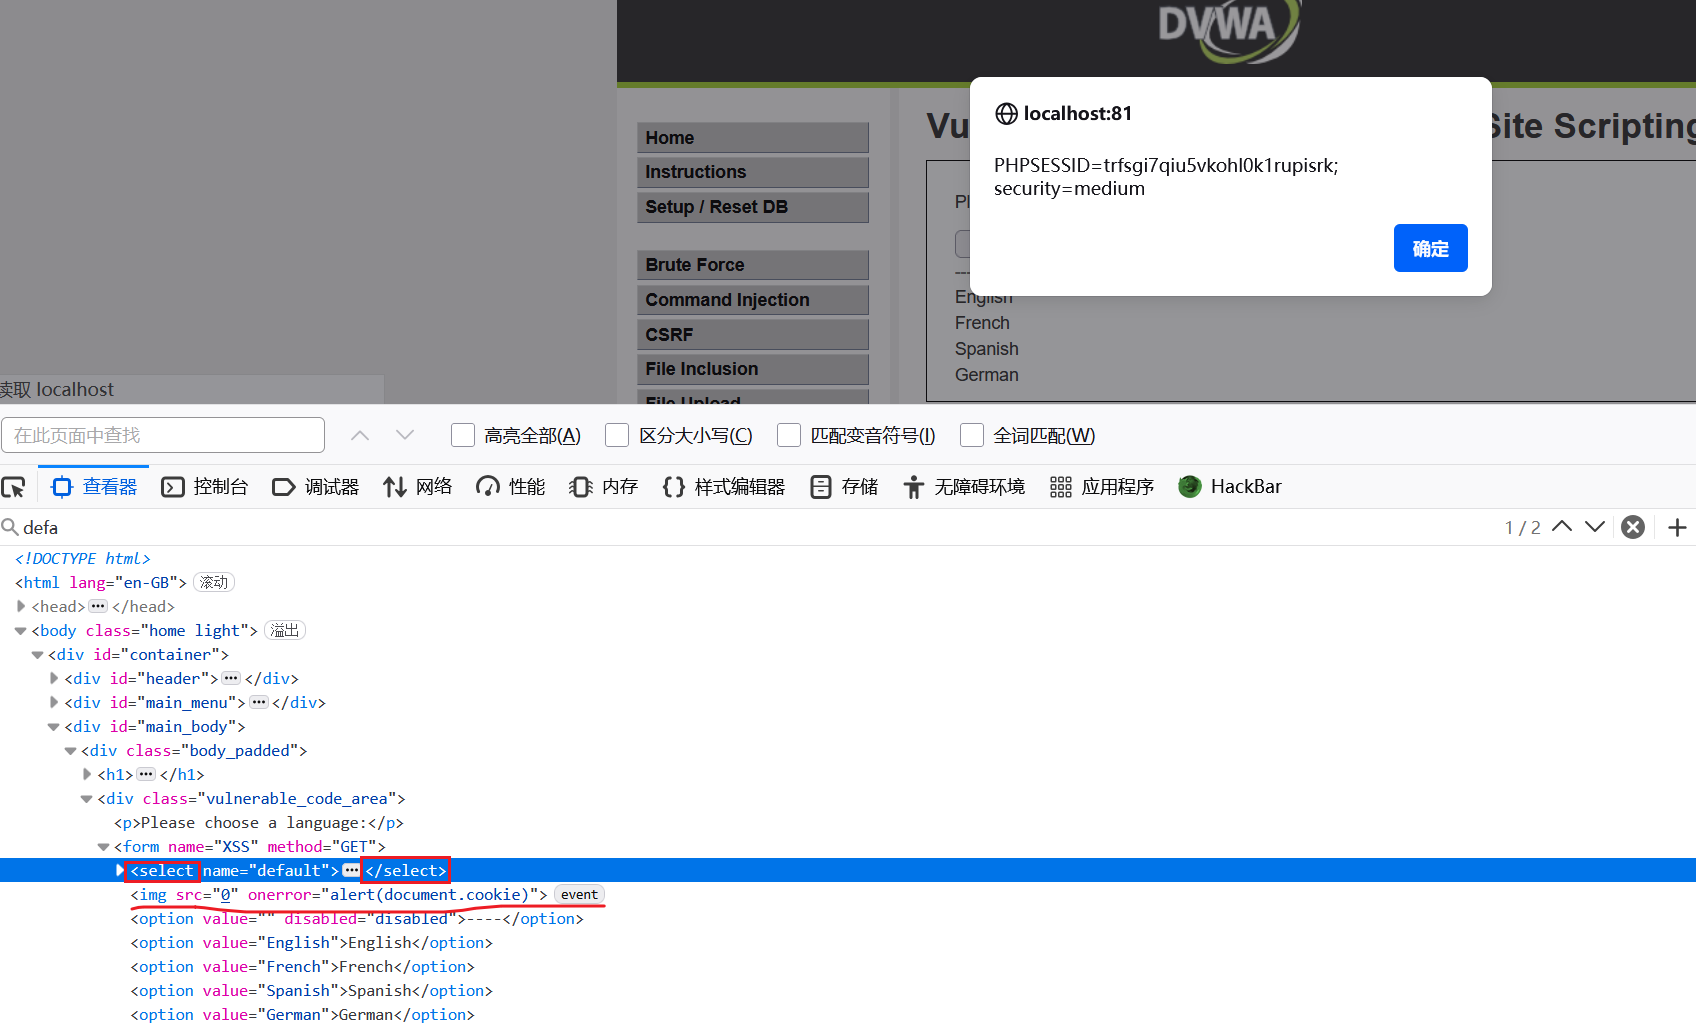 DVWA
localhost:81
PHPSESSID=trfsgi7qiu5vkohl0k1rupisrk;
security=medium
确定
Vu
Site Scripting
Home
Instructions
Setup / Reset DB
Brute Force
Command Injection
CSRF
File Inclusion
File Upload
English
French
Spanish
German
读取 localhost
在此页面中查找
高亮全部(A) 区分大小写(C) 匹配变音符号(I) 全词匹配(W)
查看器 控制台 调试器 网络 性能 内存 样式编辑器 存储 无障碍环境 应用程序 HackBar
defa 1 / 2
<!DOCTYPE html>
<html lang="en-GB"> 滚动
<head>···</head>
<body class="home light"> 溢出
<div id="container">
<div id="header">···</div>
<div id="main_menu">···</div>
<div id="main_body">
<div class="body_padded">
<h1>···</h1>
<div class="vulnerable_code_area">
<p>Please choose a language:</p>
<form name="XSS" method="GET">
<select name="default">···</select>
<img src="0" onerror="alert(document.cookie)"> event
<option value="" disabled="disabled">----</option>
<option value="English">English</option>
<option value="French">French</option>
<option value="Spanish">Spanish</option>
<option value="German">German</option>